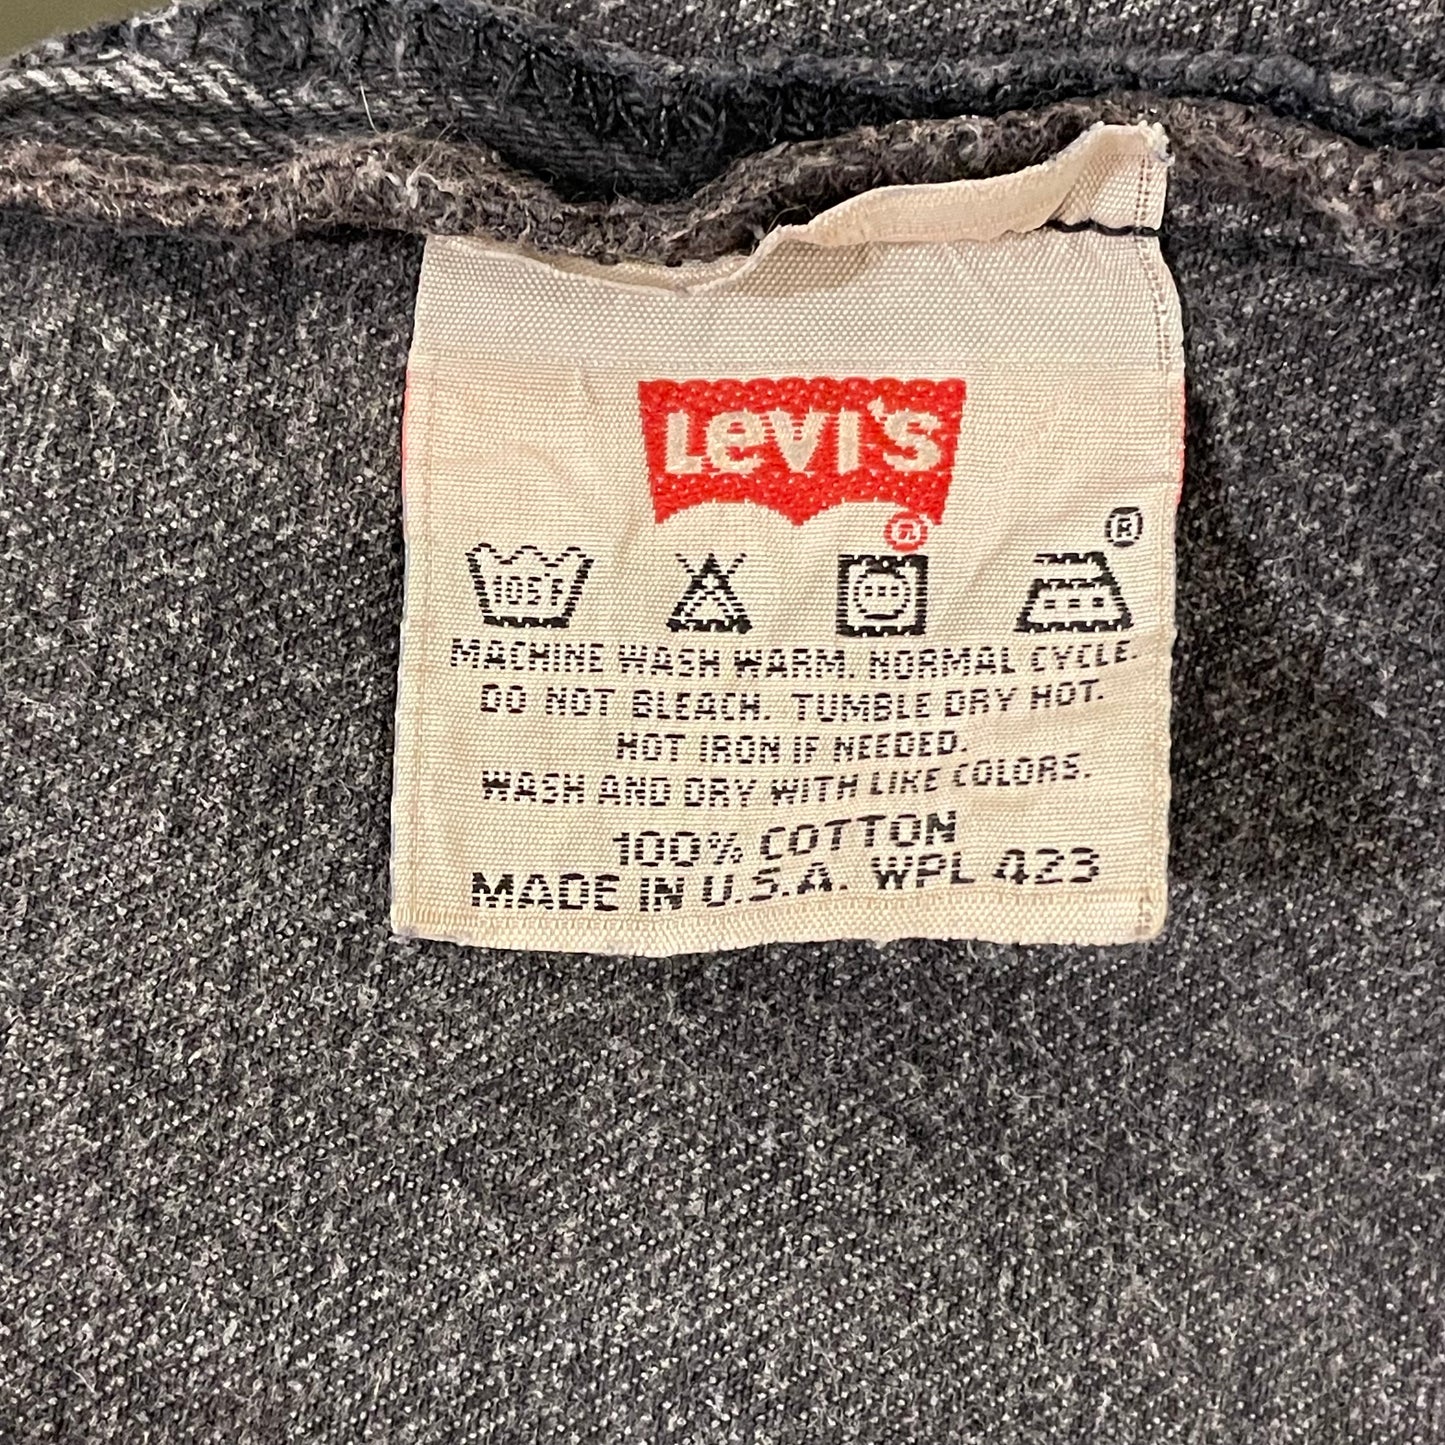 LEVI'S
®
®
105°F
MACHINE WASH WARM. NORMAL CYCLE.
DO NOT BLEACH. TUMBLE DRY HOT.
HOT IRON IF NEEDED.
WASH AND DRY WITH LIKE COLORS.
100% COTTON
MADE IN U.S.A. WPL 423